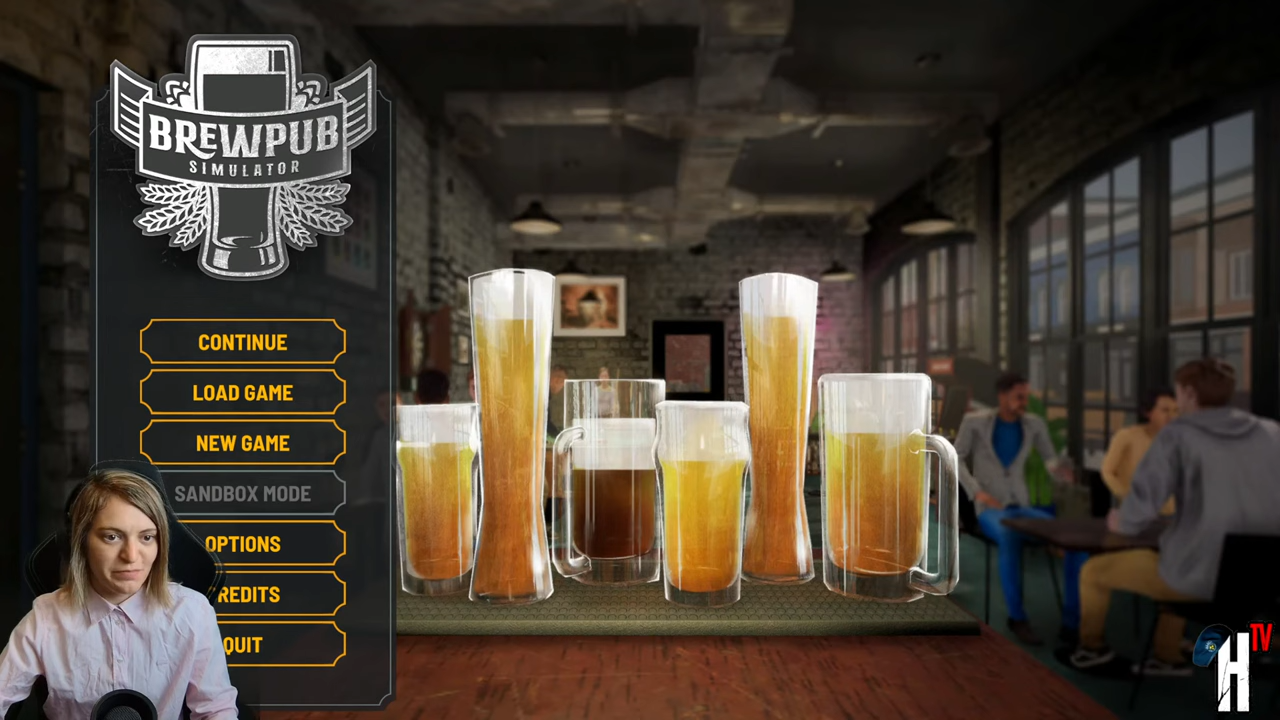 BREWPUB
SIMULATOR
CONTINUE
LOAD GAME
NEW GAME
SANDBOX MODE
OPTIONS
REDITS
QUIT
H TV